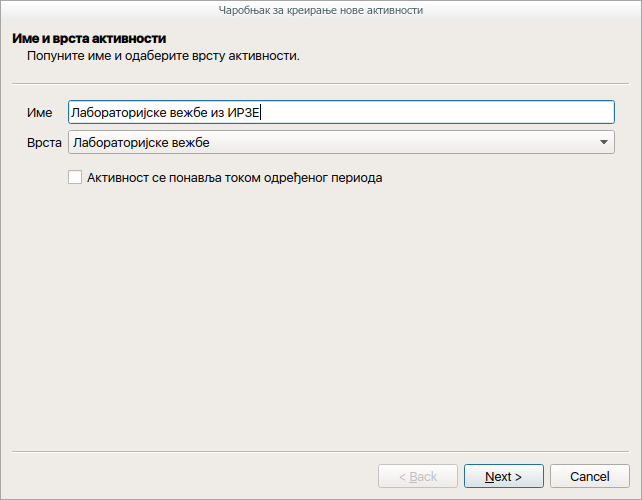 Чаробњак за креирање нове активности
Име и врста активности
Попуните име и одаберите врсту активности.
Име
Лабораторијске вежбе из ИРЗЕ
Врста
Лабораторијске вежбе
Активност се понавља током одређеног периода
< Back
Next >
Cancel